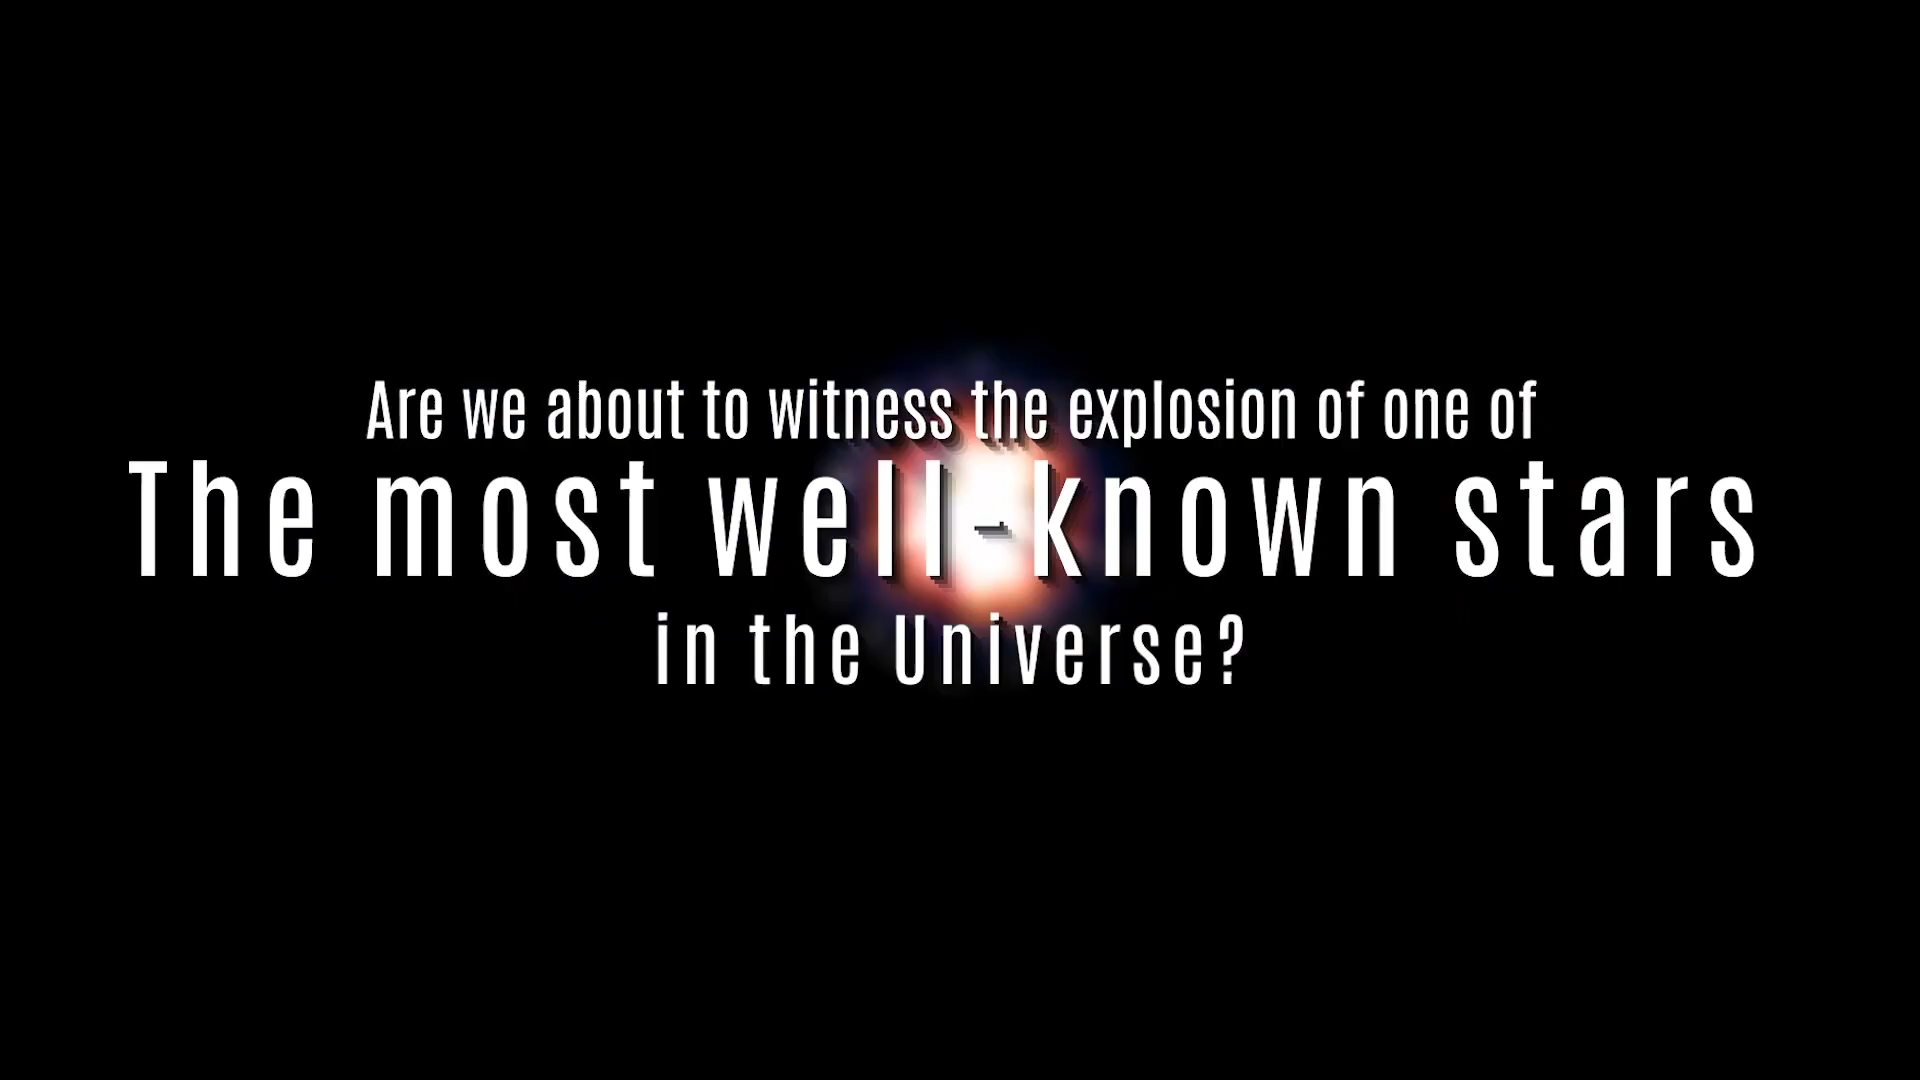 Are we about to witness the explosion of one of
The most well-known stars
in the Universe?